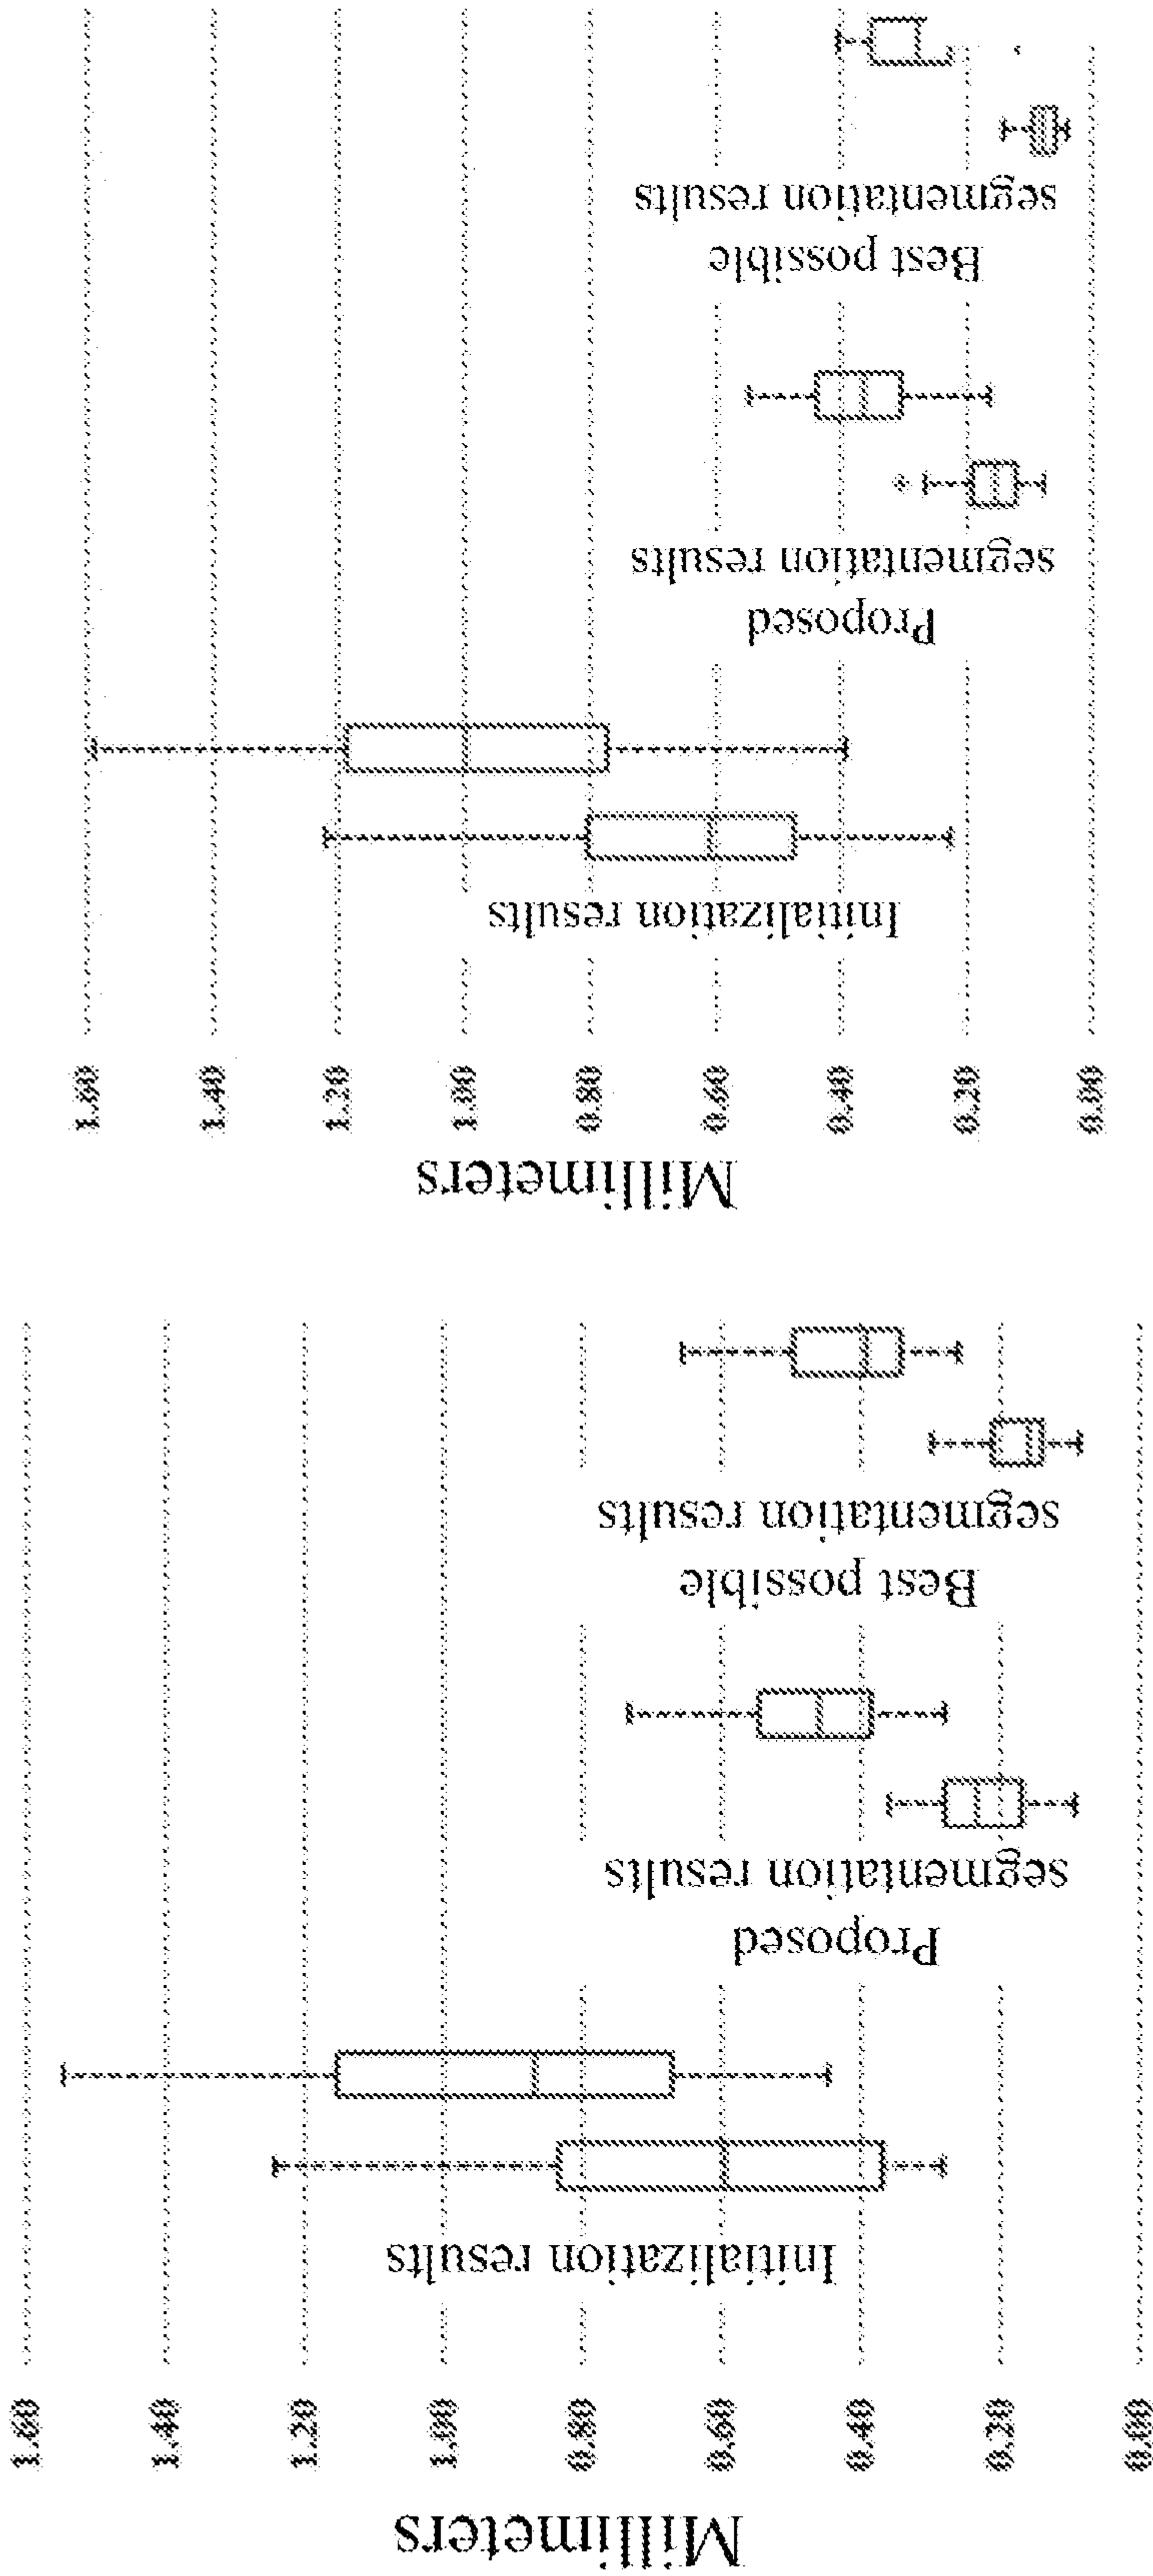 Millimeters
1.60
1.40
1.20
1.00
0.80
0.60
0.40
0.20
0.00
Initialization results
Proposed
segmentation results
Best possible
segmentation results
Millimeters
1.60
1.40
1.20
1.00
0.80
0.60
0.40
0.20
0.00
Initialization results
Proposed
segmentation results
Best possible
segmentation results